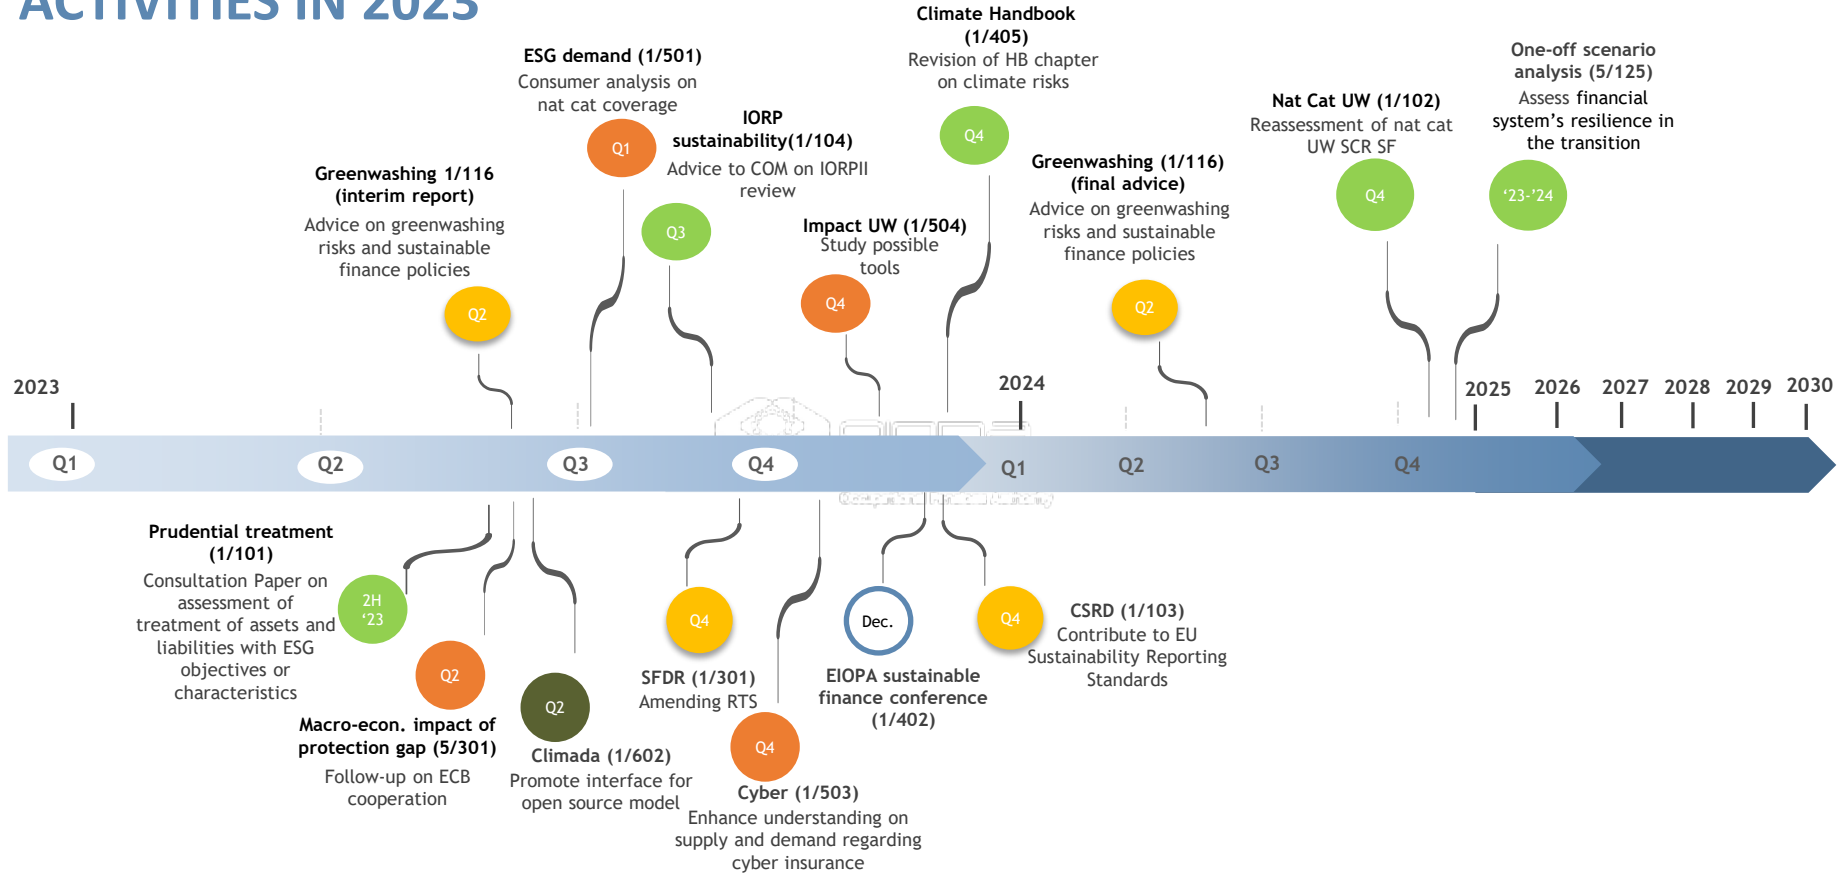 ACTIVITIES IN 2023
Climate Handbook
(1/405)
Revision of HB chapter
on climate risks
Q4
ESG demand (1/501)
Consumer analysis on
nat cat coverage
Q1
IORP
sustainability(1/104)
Advice to COM on IORPII
review
Q3
Greenwashing 1/116
(interim report)
Advice on greenwashing
risks and sustainable
finance policies
Q2
Impact UW (1/504)
Study possible
tools
Q4
Greenwashing (1/116)
(final advice)
Advice on greenwashing
risks and sustainable
finance policies
Q2
Nat Cat UW (1/102)
Reassessment of nat cat
UW SCR SF
Q4
One-off scenario
analysis (5/125)
Assess financial
system's resilience in
the transition
‘23-’24
2023
2024
2025
2026
2027
2028
2029
2030
Q1
Q2
Q3
Q4
Q1
Q2
Q3
Q4
Prudential treatment
(1/101)
Consultation Paper on
assessment of
treatment of assets and
liabilities with ESG
objectives or
characteristics
2H
‘23
Q2
Macro-econ. impact of
protection gap (5/301)
Follow-up on ECB
cooperation
Q2
Climada (1/602)
Promote interface for
open source model
Q4
SFDR (1/301)
Amending RTS
Q4
Cyber (1/503)
Enhance understanding on
supply and demand regarding
cyber insurance
Dec.
EIOPA sustainable
finance conference
(1/402)
Q4
CSRD (1/103)
Contribute to EU
Sustainability Reporting
Standards